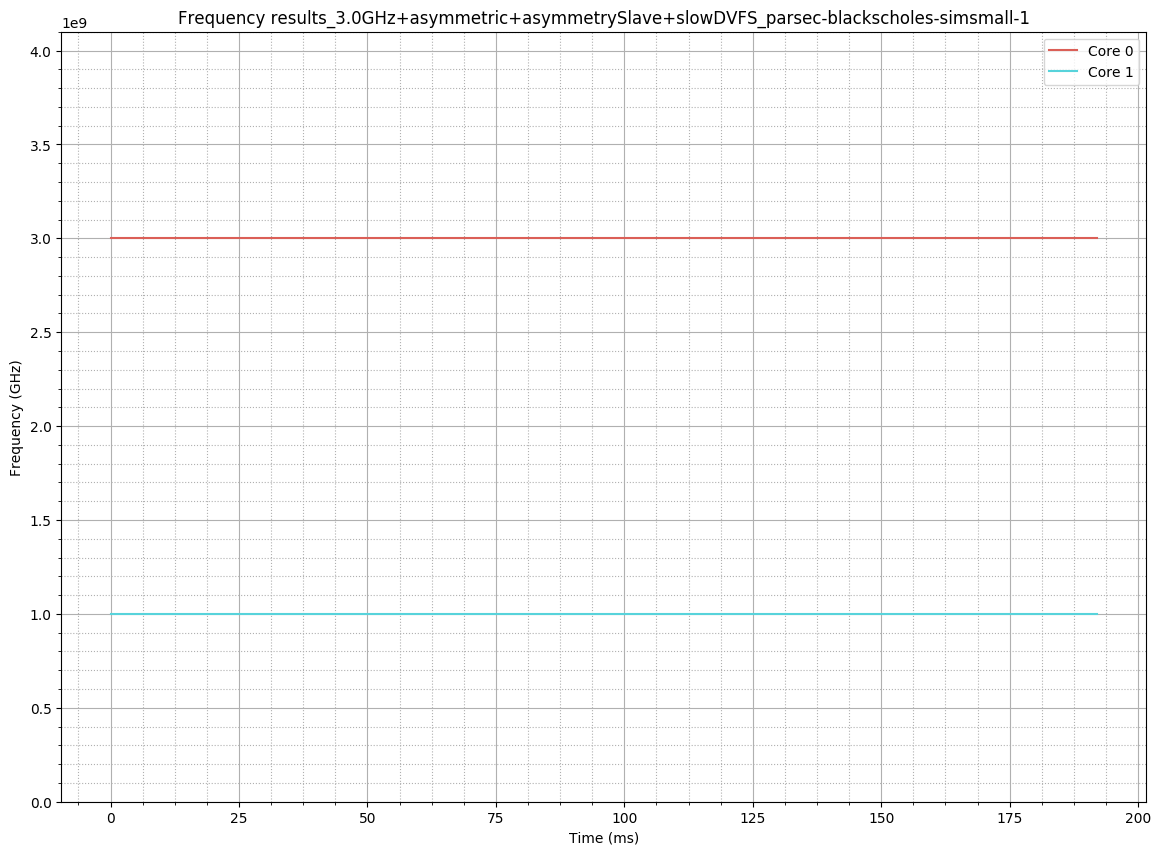 Frequency results_3.0GHz+asymmetric+asymmetrySlave+slowDVFS_parsec-blackscholes-simsmall-1
1e9
Core 0
Core 1
4.0
3.5
3.0
2.5
2.0
1.5
1.0
0.5
0.0
Frequency (GHz)
0 25 50 75 100 125 150 175 200
Time (ms)